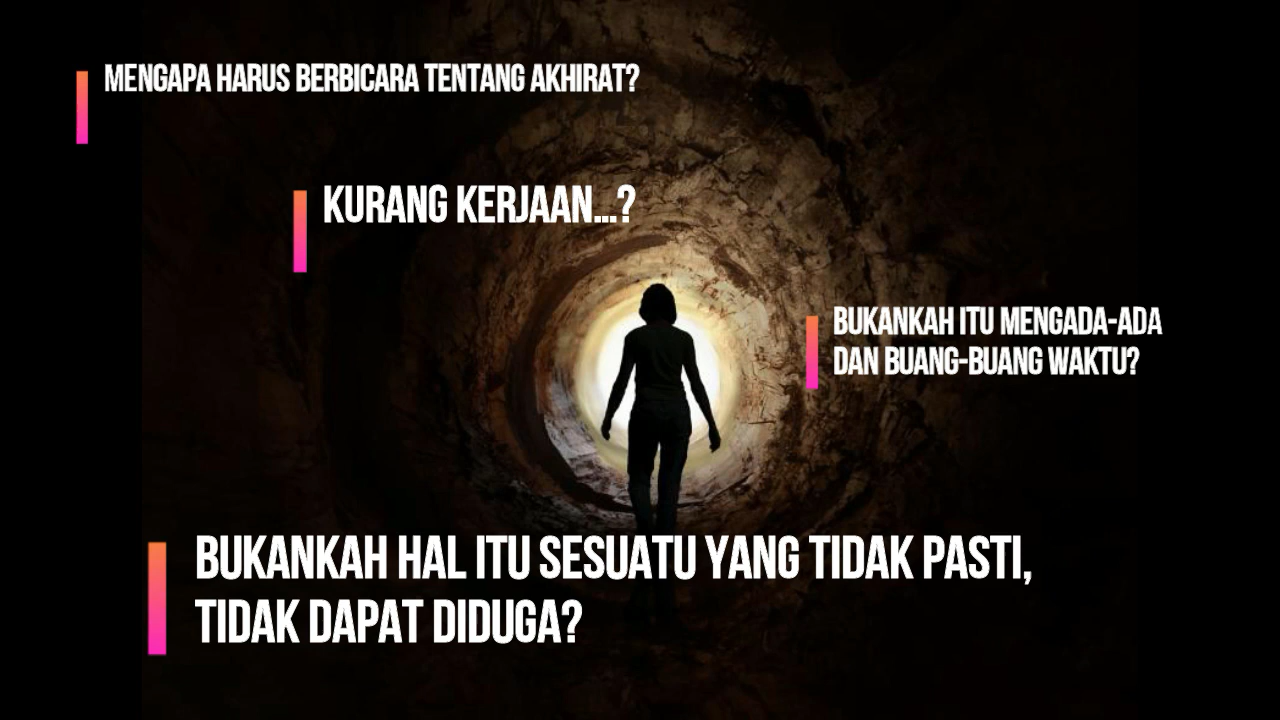 MENGAPA HARUS BERBICARA TENTANG AKHIRAT?
KURANG KERJAAN...?
BUKANKAH ITU MENGADA-ADA
DAN BUANG-BUANG WAKTU?
BUKANKAH HAL ITU SESUATU YANG TIDAK PASTI,
TIDAK DAPAT DIDUGA?